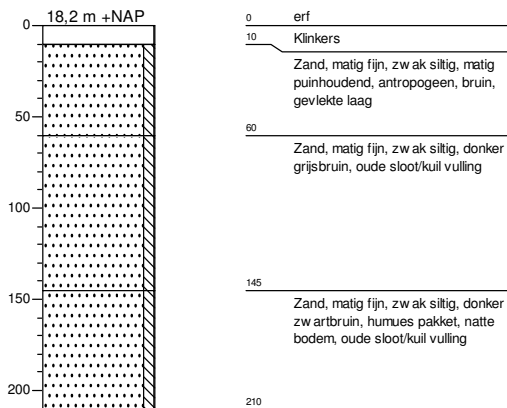 18,2 m +NAP
0
50
100
150
200
0 erf
10 Klinkers
Zand, matig fijn, zw ak siltig, matig
puinhoudend, antropogeen, bruin,
gevlekte laag
60
Zand, matig fijn, zw ak siltig, donker
grijsbruin, oude sloot/kuil vulling
145
Zand, matig fijn, zw ak siltig, donker
zw artbruin, humues pakket, natte
bodem, oude sloot/kuil vulling
210